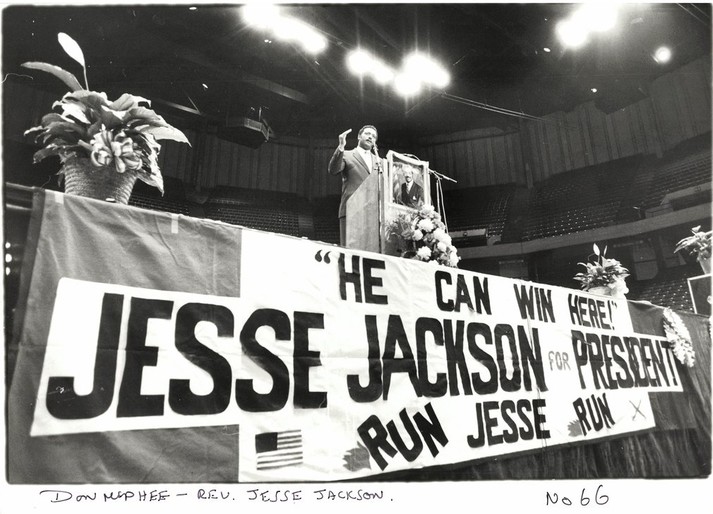 “HE CAN WIN HERE!”
JESSE JACKSON FOR PRESIDENT
RUN JESSE RUN
DON MCPHEE — REV. JESSE JACKSON.
No 66